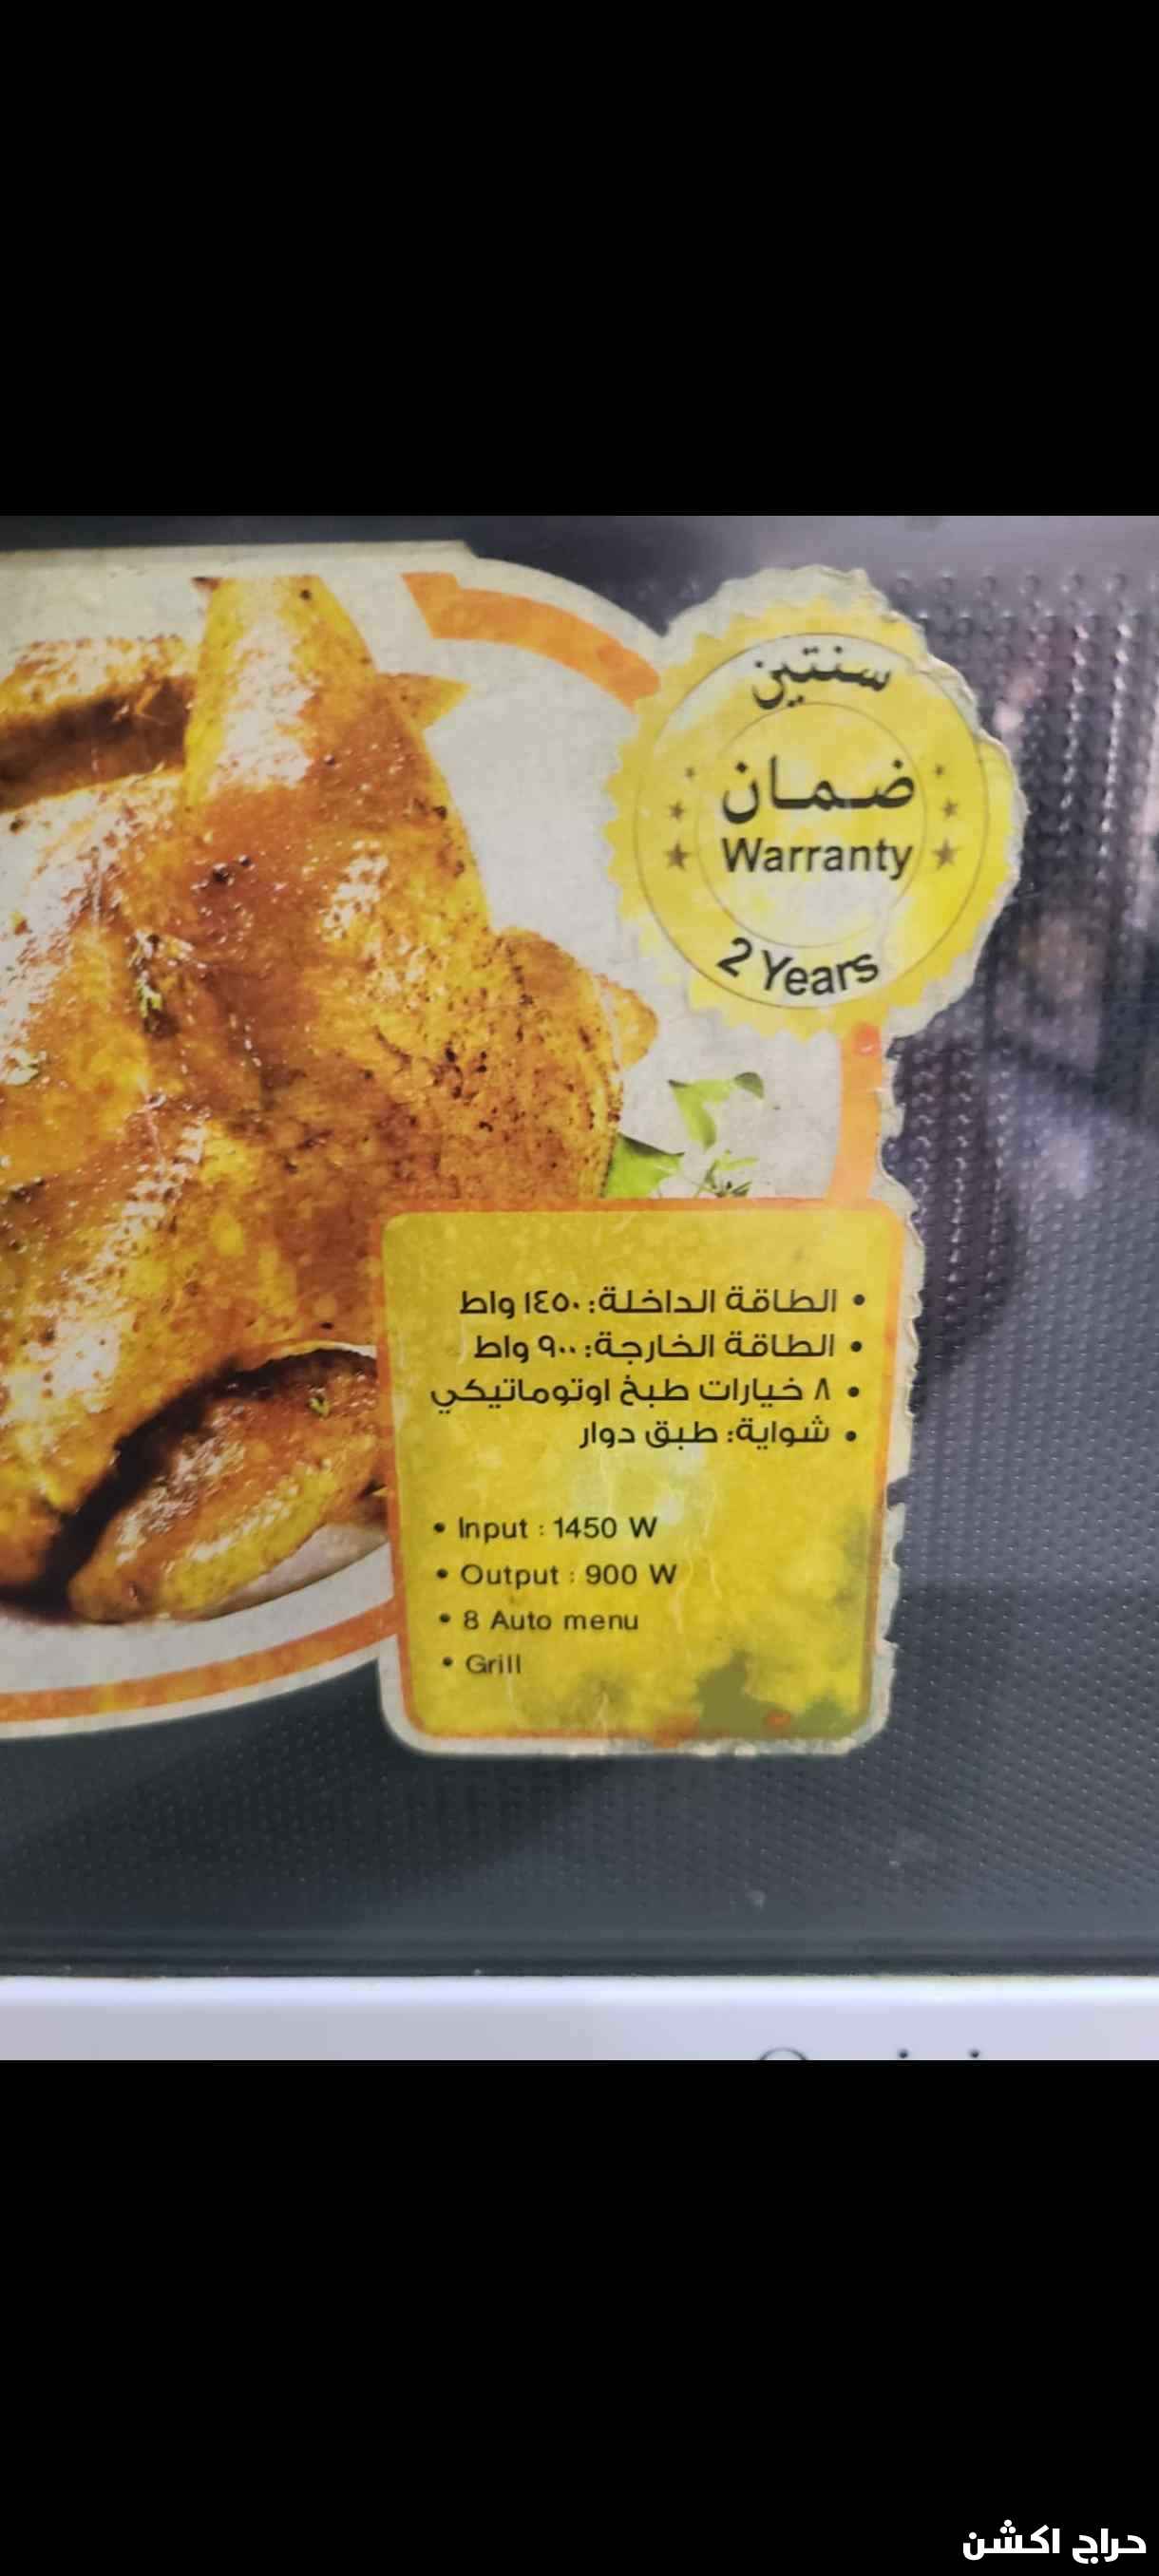 سنتين
ضمان
Warranty
2 Years
• الطاقة الداخلة: ١٤٥٠ واط
• الطاقة الخارجة: ٩٠٠ واط
• ٨ خيارات طبخ اوتوماتيكي
• شواية: طبق دوار
• Input : 1450 W
• Output : 900 W
• 8 Auto menu
• Grill
حراج اكشن